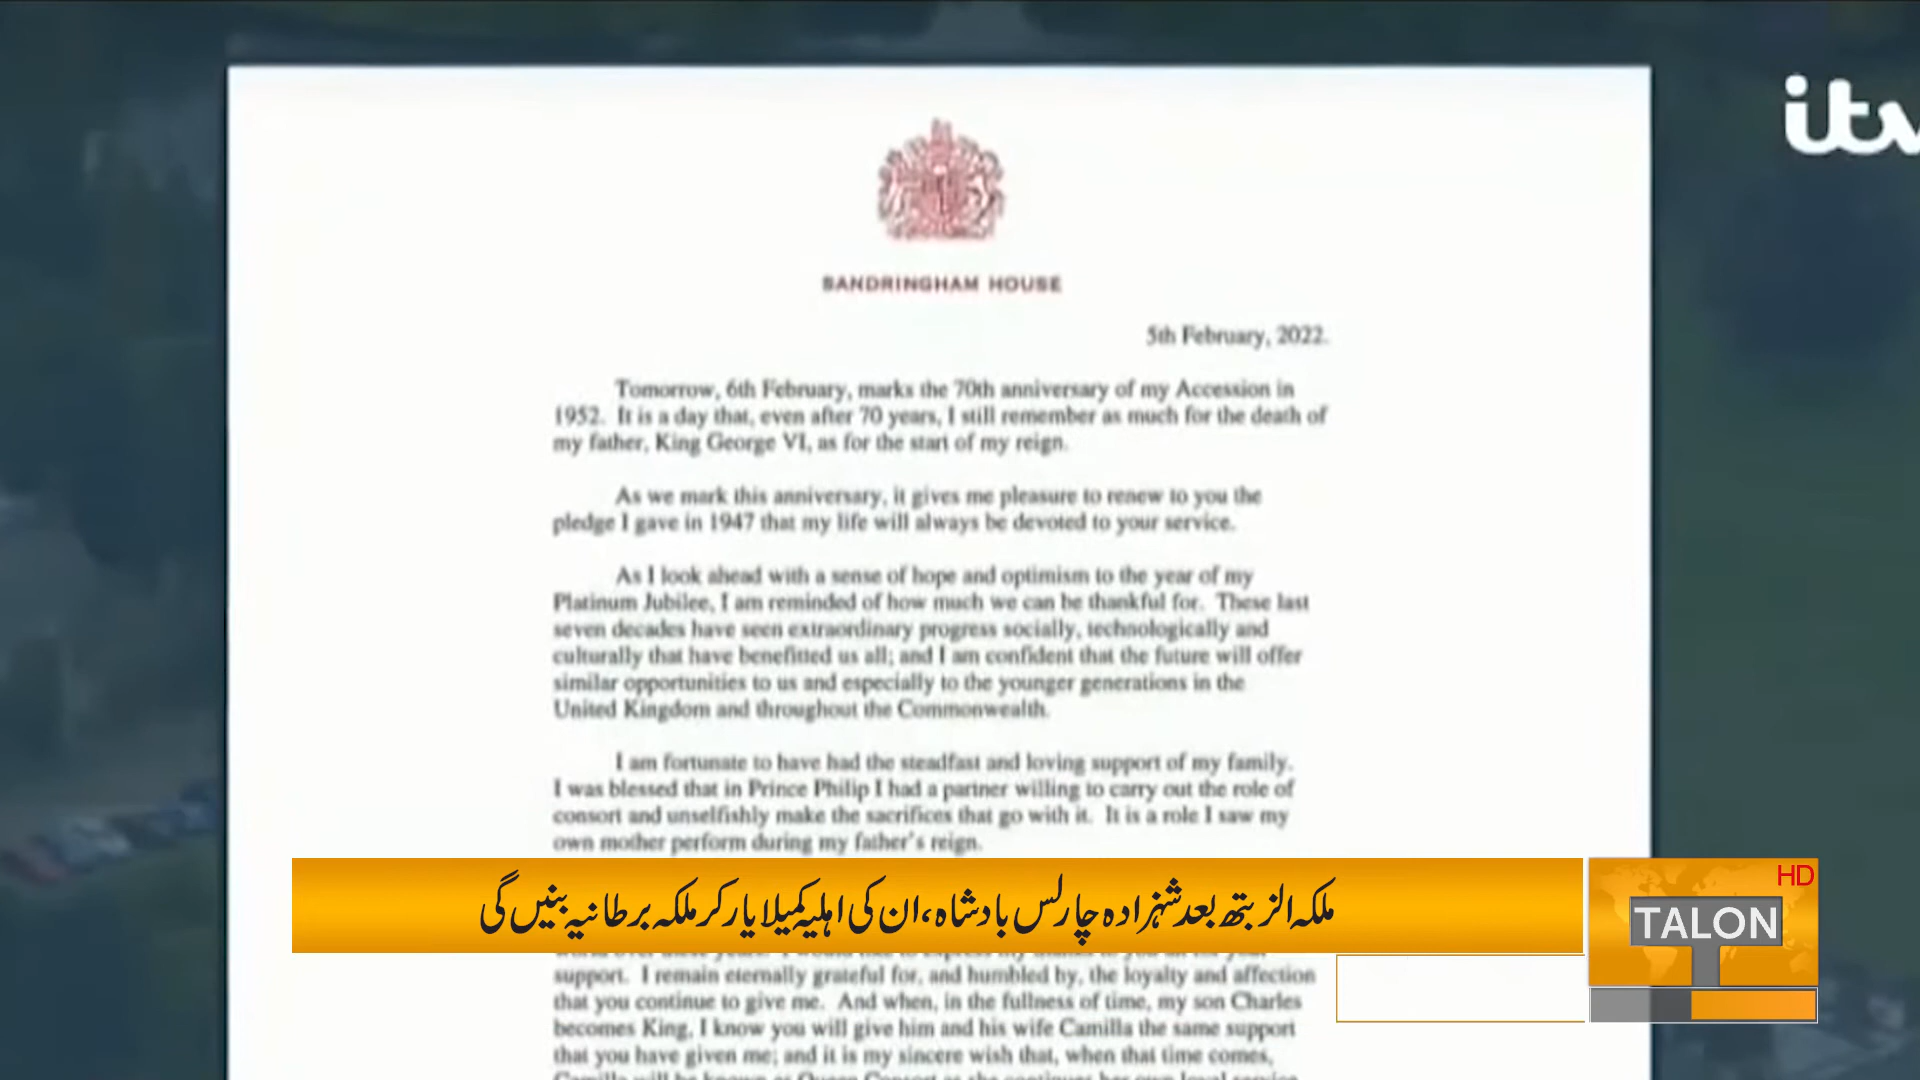 itv
SANDRINGHAM HOUSE
5th February, 2022.
Tomorrow, 6th February, marks the 70th anniversary of my Accession in
1952. It is a day that, even after 70 years, I still remember as much for the death of
my father, King George VI, as for the start of my reign.
As we mark this anniversary, it gives me pleasure to renew to you the
pledge I gave in 1947 that my life will always be devoted to your service.
As I look ahead with a sense of hope and optimism to the year of my
Platinum Jubilee, I am reminded of how much we can be thankful for. These last
seven decades have seen extraordinary progress socially, technologically and
culturally that have benefitted us all; and I am confident that the future will offer
similar opportunities to us and especially to the younger generations in the
United Kingdom and throughout the Commonwealth.
I am fortunate to have had the steadfast and loving support of my family.
I was blessed that in Prince Philip I had a partner willing to carry out the role of
consort and unselfishly make the sacrifices that go with it. It is a role I saw my
own mother perform during my father's reign.
ملکہ الزبتھ بعد شہزادہ چارلس بادشاہ، ان کی اہلیہ کمیلا پارکر ملکہ برطانیہ بنیں گی
HD
TALON
support. I remain eternally grateful for, and humbled by, the loyalty and affection
that you continue to give me. And when, in the fullness of time, my son Charles
becomes King, I know you will give him and his wife Camilla the same support
that you have given me; and it is my sincere wish that, when that time comes,